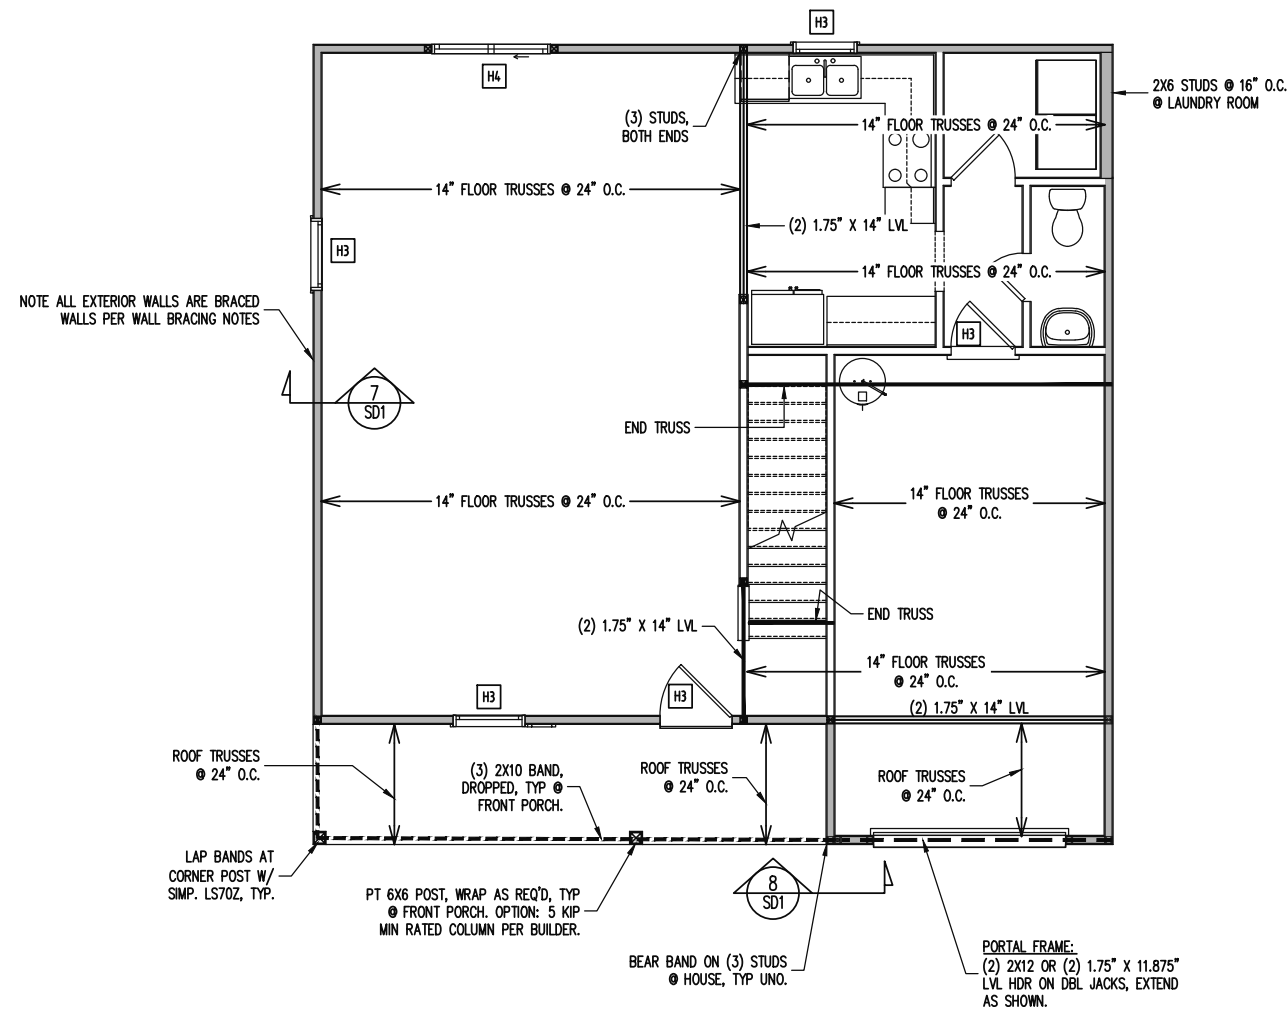 H3
H4
2X6 STUDS @ 16" O.C.
@ LAUNDRY ROOM
(3) STUDS,
BOTH ENDS
14" FLOOR TRUSSES @ 24" O.C.
14" FLOOR TRUSSES @ 24" O.C.
(2) 1.75" X 14" LVL
H3
14" FLOOR TRUSSES @ 24" O.C.
NOTE ALL EXTERIOR WALLS ARE BRACED
WALLS PER WALL BRACING NOTES
H3
7
SD1
END TRUSS
14" FLOOR TRUSSES @ 24" O.C.
14" FLOOR TRUSSES
@ 24" O.C.
END TRUSS
(2) 1.75" X 14" LVL
14" FLOOR TRUSSES
@ 24" O.C.
H3
H3
(2) 1.75" X 14" LVL
ROOF TRUSSES
@ 24" O.C.
(3) 2X10 BAND,
DROPPED, TYP @
FRONT PORCH.
ROOF TRUSSES
@ 24" O.C.
ROOF TRUSSES
@ 24" O.C.
LAP BANDS AT
CORNER POST W/
SIMP. LS70Z, TYP.
PT 6X6 POST, WRAP AS REQ'D, TYP
@ FRONT PORCH. OPTION: 5 KIP
MIN RATED COLUMN PER BUILDER.
8
SD1
BEAR BAND ON (3) STUDS
@ HOUSE, TYP UNO.
PORTAL FRAME:
(2) 2X12 OR (2) 1.75" X 11.875"
LVL HDR ON DBL JACKS, EXTEND
AS SHOWN.